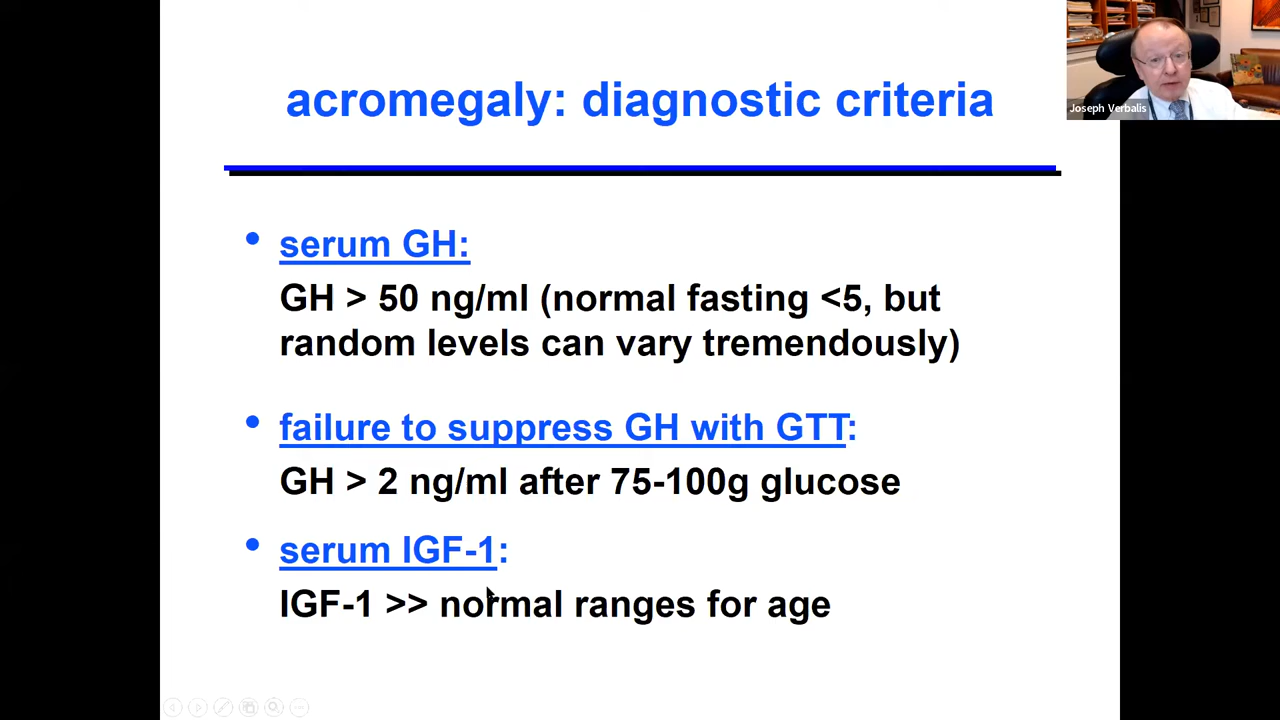 acromegaly: diagnostic criteria
Joseph Verbalis
• serum GH:
GH > 50 ng/ml (normal fasting <5, but
random levels can vary tremendously)
• failure to suppress GH with GTT:
GH > 2 ng/ml after 75-100g glucose
• serum IGF-1:
IGF-1 >> normal ranges for age